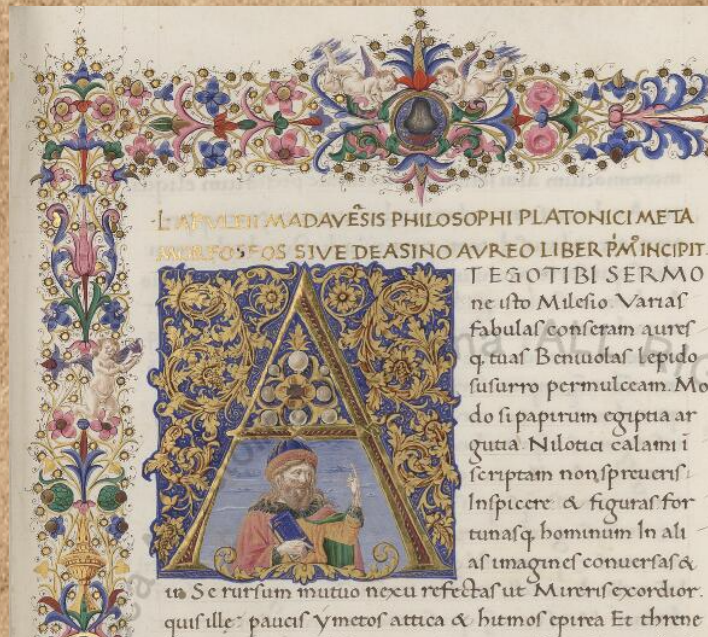 L·APVLEII MADAVẼSIS PHILOSOPHI PLATONICI META
MORFOSEOS SIVE DE ASINO AVREO LIBER P̃M̊ INCIPIT.
A
TEGOTIBI SERMO
ne isto Milesio. Varias
fabulas conseram aures
q tuas Beniuolas lepido
susurro permulceam. Mo
do si papirum egiptia ar
gutia Nilotici calami i
scriptam non spreueris
Inspicere & figuras for
tunasq hominum In ali
as imagines conuersas &
in Se rursum mutuo nexu refectas ut Mireris exordior.
quis ille: paucis ymetos attica & hitmos epirea Et threne